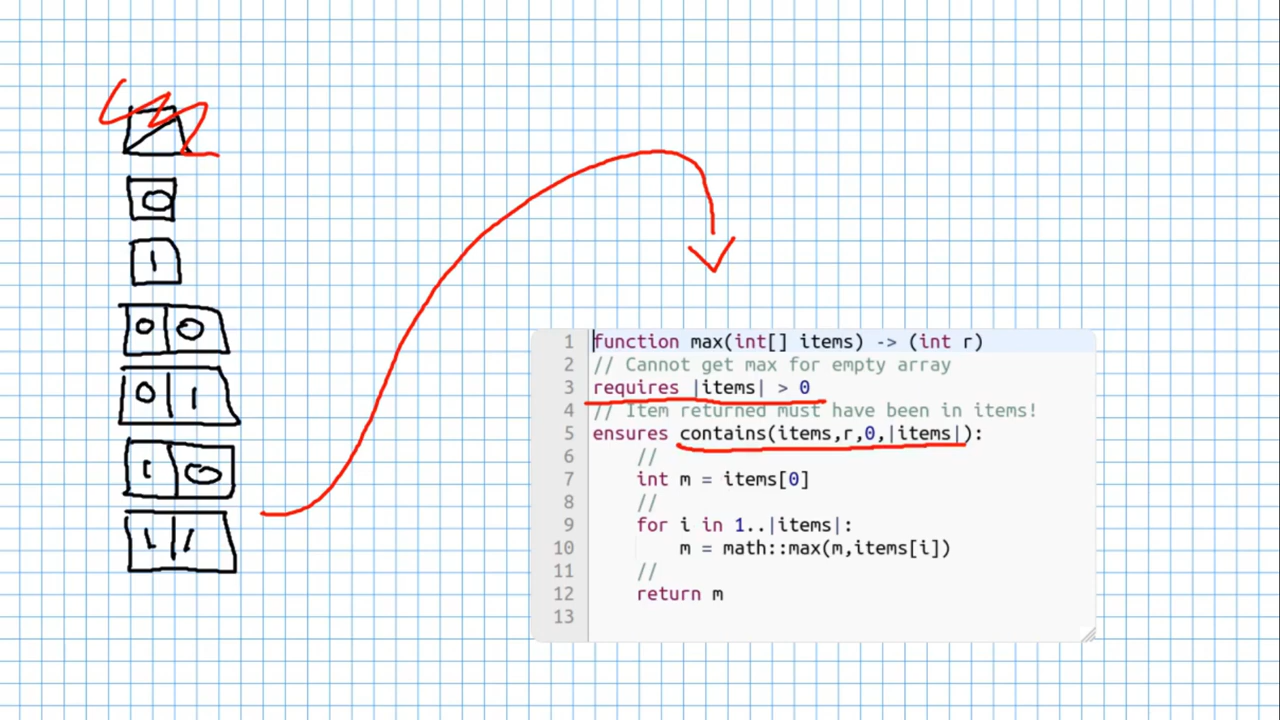 0
1
0 0
0 1
1 0
1 1
1 function max(int[] items) -> (int r)
2 // Cannot get max for empty array
3 requires |items| > 0
4 // Item returned must have been in items!
5 ensures contains(items,r,0,|items|):
6 //
7 int m = items[0]
8 //
9 for i in 1..|items|:
10 m = math::max(m,items[i])
11 //
12 return m
13